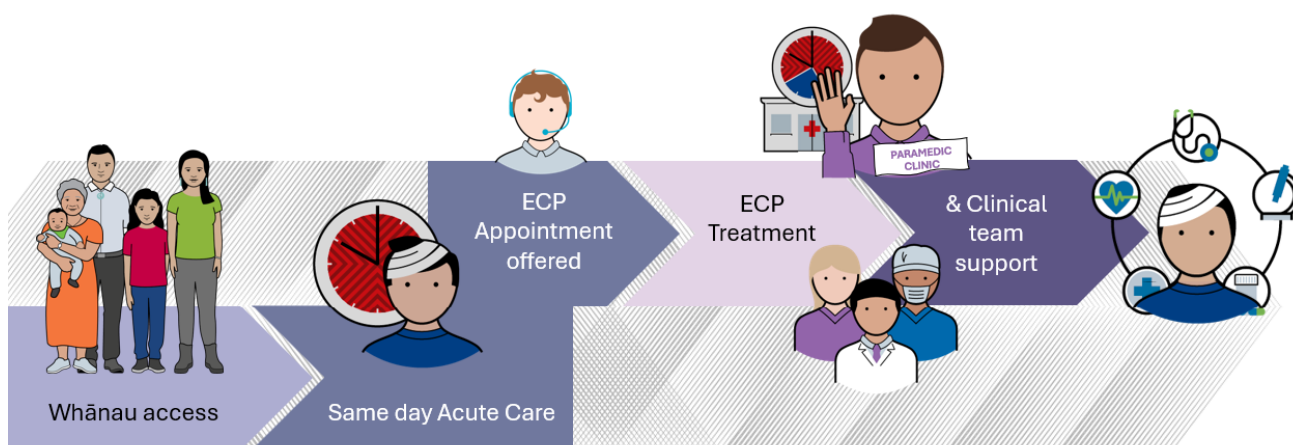 Whānau access
Same day Acute Care
ECP
Appointment
offered
ECP
Treatment
PARAMEDIC
CLINIC
& Clinical
team
support